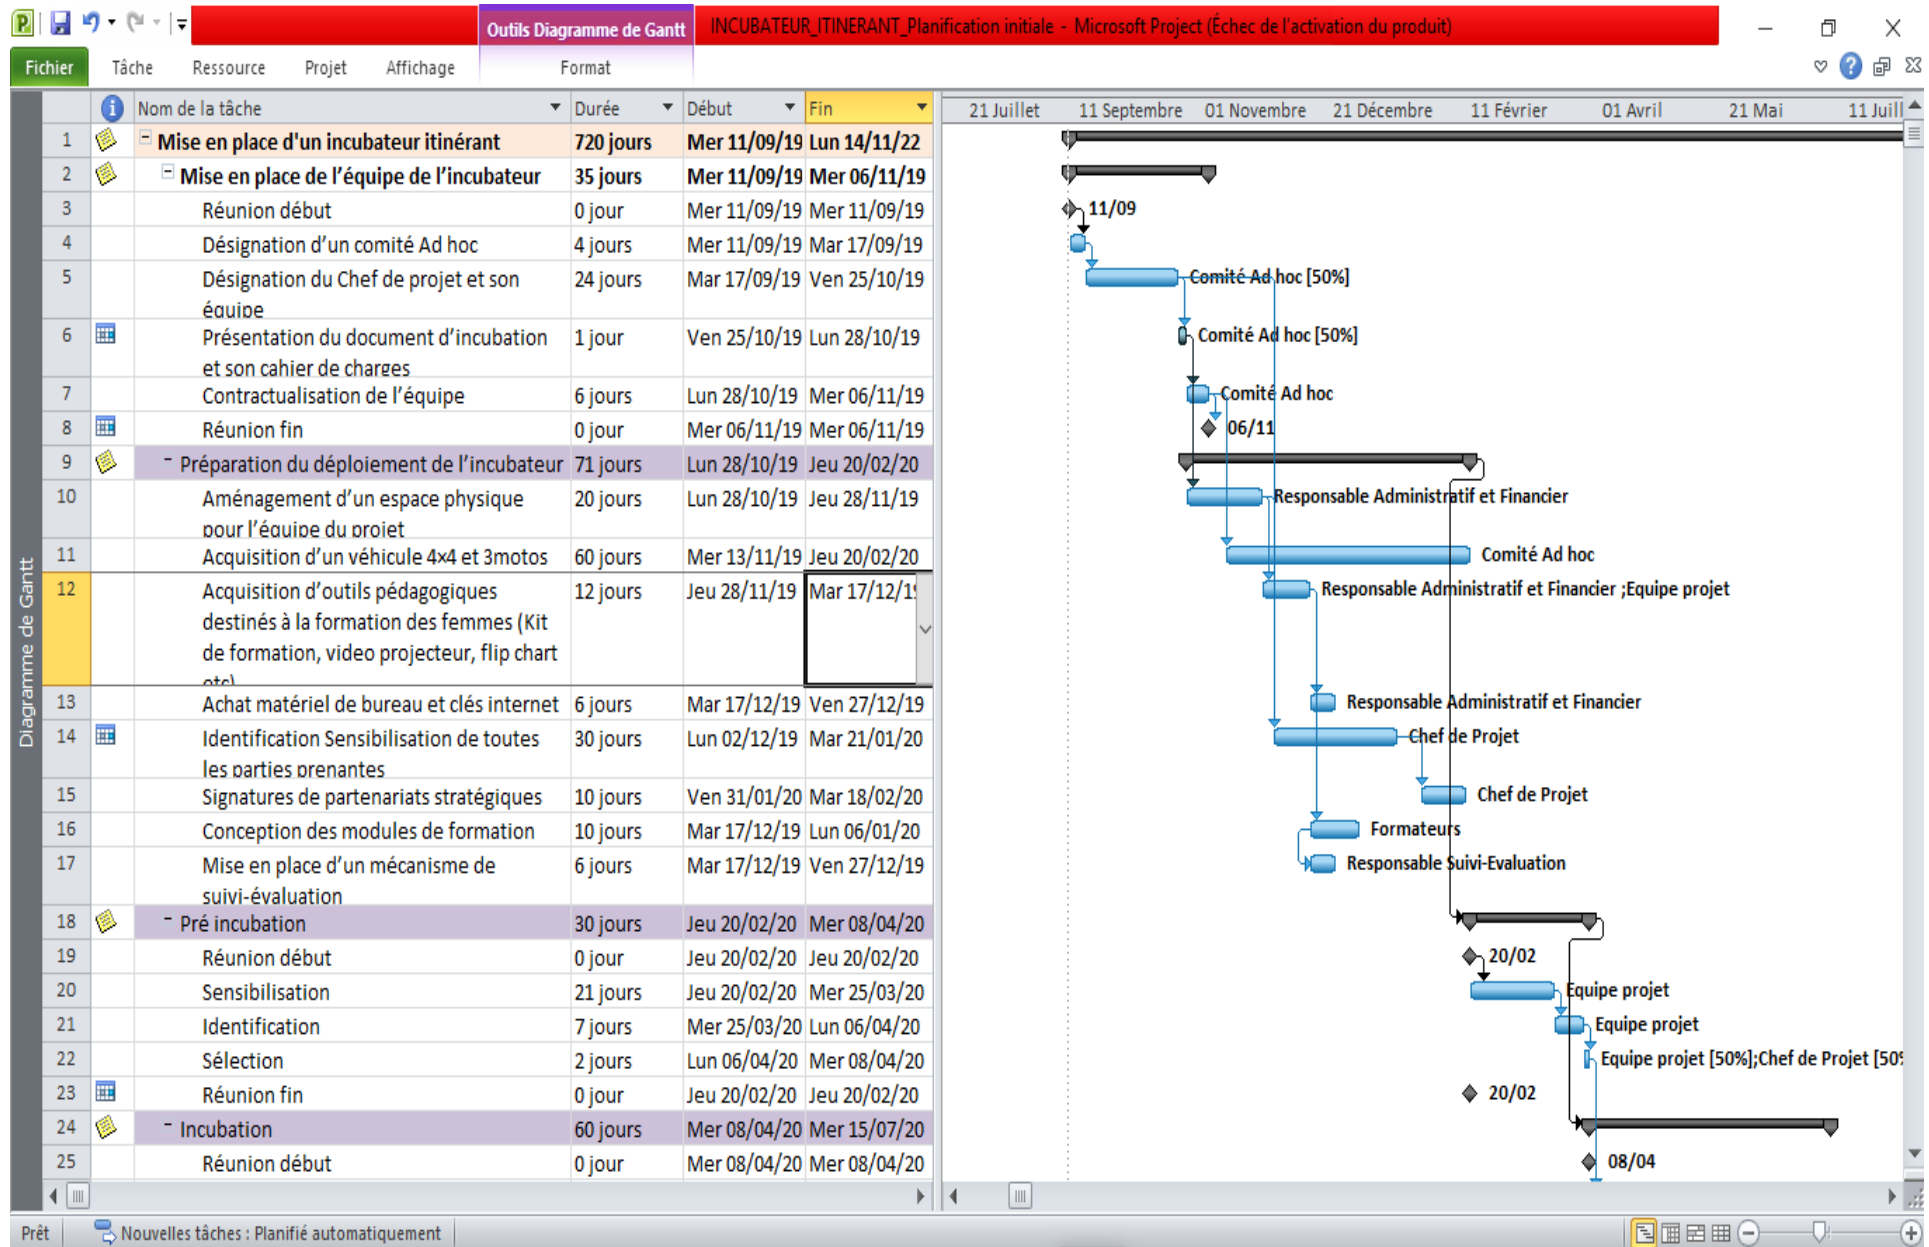 Outils Diagramme de Gantt
INCUBATEUR_ITINERANT_Planification initiale - Microsoft Project (Échec de l'activation du produit)
Fichier Tâche Ressource Projet Affichage Format
Nom de la tâche Durée Début Fin
21 Juillet 11 Septembre 01 Novembre 21 Décembre 11 Février 01 Avril 21 Mai 11 Juill
1 Mise en place d'un incubateur itinérant 720 jours Mer 11/09/19 Lun 14/11/22
2 Mise en place de l'équipe de l'incubateur 35 jours Mer 11/09/19 Mer 06/11/19
3 Réunion début 0 jour Mer 11/09/19 Mer 11/09/19 11/09
4 Désignation d'un comité Ad hoc 4 jours Mer 11/09/19 Mar 17/09/19
5 Désignation du Chef de projet et son 24 jours Mar 17/09/19 Ven 25/10/19 Comité Ad hoc [50%]
équipe
6 Présentation du document d'incubation 1 jour Ven 25/10/19 Lun 28/10/19 Comité Ad hoc [50%]
et son cahier de charges
7 Contractualisation de l'équipe 6 jours Lun 28/10/19 Mer 06/11/19 Comité Ad hoc
8 Réunion fin 0 jour Mer 06/11/19 Mer 06/11/19 06/11
9 Préparation du déploiement de l'incubateur 71 jours Lun 28/10/19 Jeu 20/02/20
10 Aménagement d'un espace physique 20 jours Lun 28/10/19 Jeu 28/11/19 Responsable Administratif et Financier
pour l'équipe du projet
11 Acquisition d'un véhicule 4×4 et 3motos 60 jours Mer 13/11/19 Jeu 20/02/20 Comité Ad hoc
12 Acquisition d'outils pédagogiques 12 jours Jeu 28/11/19 Mar 17/12/19 Responsable Administratif et Financier ;Equipe projet
destinés à la formation des femmes (Kit
de formation, video projecteur, flip chart
etc)
13 Achat matériel de bureau et clés internet 6 jours Mar 17/12/19 Ven 27/12/19 Responsable Administratif et Financier
14 Identification Sensibilisation de toutes 30 jours Lun 02/12/19 Mar 21/01/20 Chef de Projet
les parties prenantes
15 Signatures de partenariats stratégiques 10 jours Ven 31/01/20 Mar 18/02/20 Chef de Projet
16 Conception des modules de formation 10 jours Mar 17/12/19 Lun 06/01/20 Formateurs
17 Mise en place d'un mécanisme de 6 jours Mar 17/12/19 Ven 27/12/19 Responsable Suivi-Evaluation
suivi-évaluation
18 Pré incubation 30 jours Jeu 20/02/20 Mer 08/04/20
19 Réunion début 0 jour Jeu 20/02/20 Jeu 20/02/20 20/02
20 Sensibilisation 21 jours Jeu 20/02/20 Mer 25/03/20 Equipe projet
21 Identification 7 jours Mer 25/03/20 Lun 06/04/20 Equipe projet
22 Sélection 2 jours Lun 06/04/20 Mer 08/04/20 Equipe projet [50%];Chef de Projet [50%
23 Réunion fin 0 jour Jeu 20/02/20 Jeu 20/02/20 20/02
24 Incubation 60 jours Mer 08/04/20 Mer 15/07/20
25 Réunion début 0 jour Mer 08/04/20 Mer 08/04/20 08/04
Diagramme de Gantt
Prêt Nouvelles tâches : Planifié automatiquement